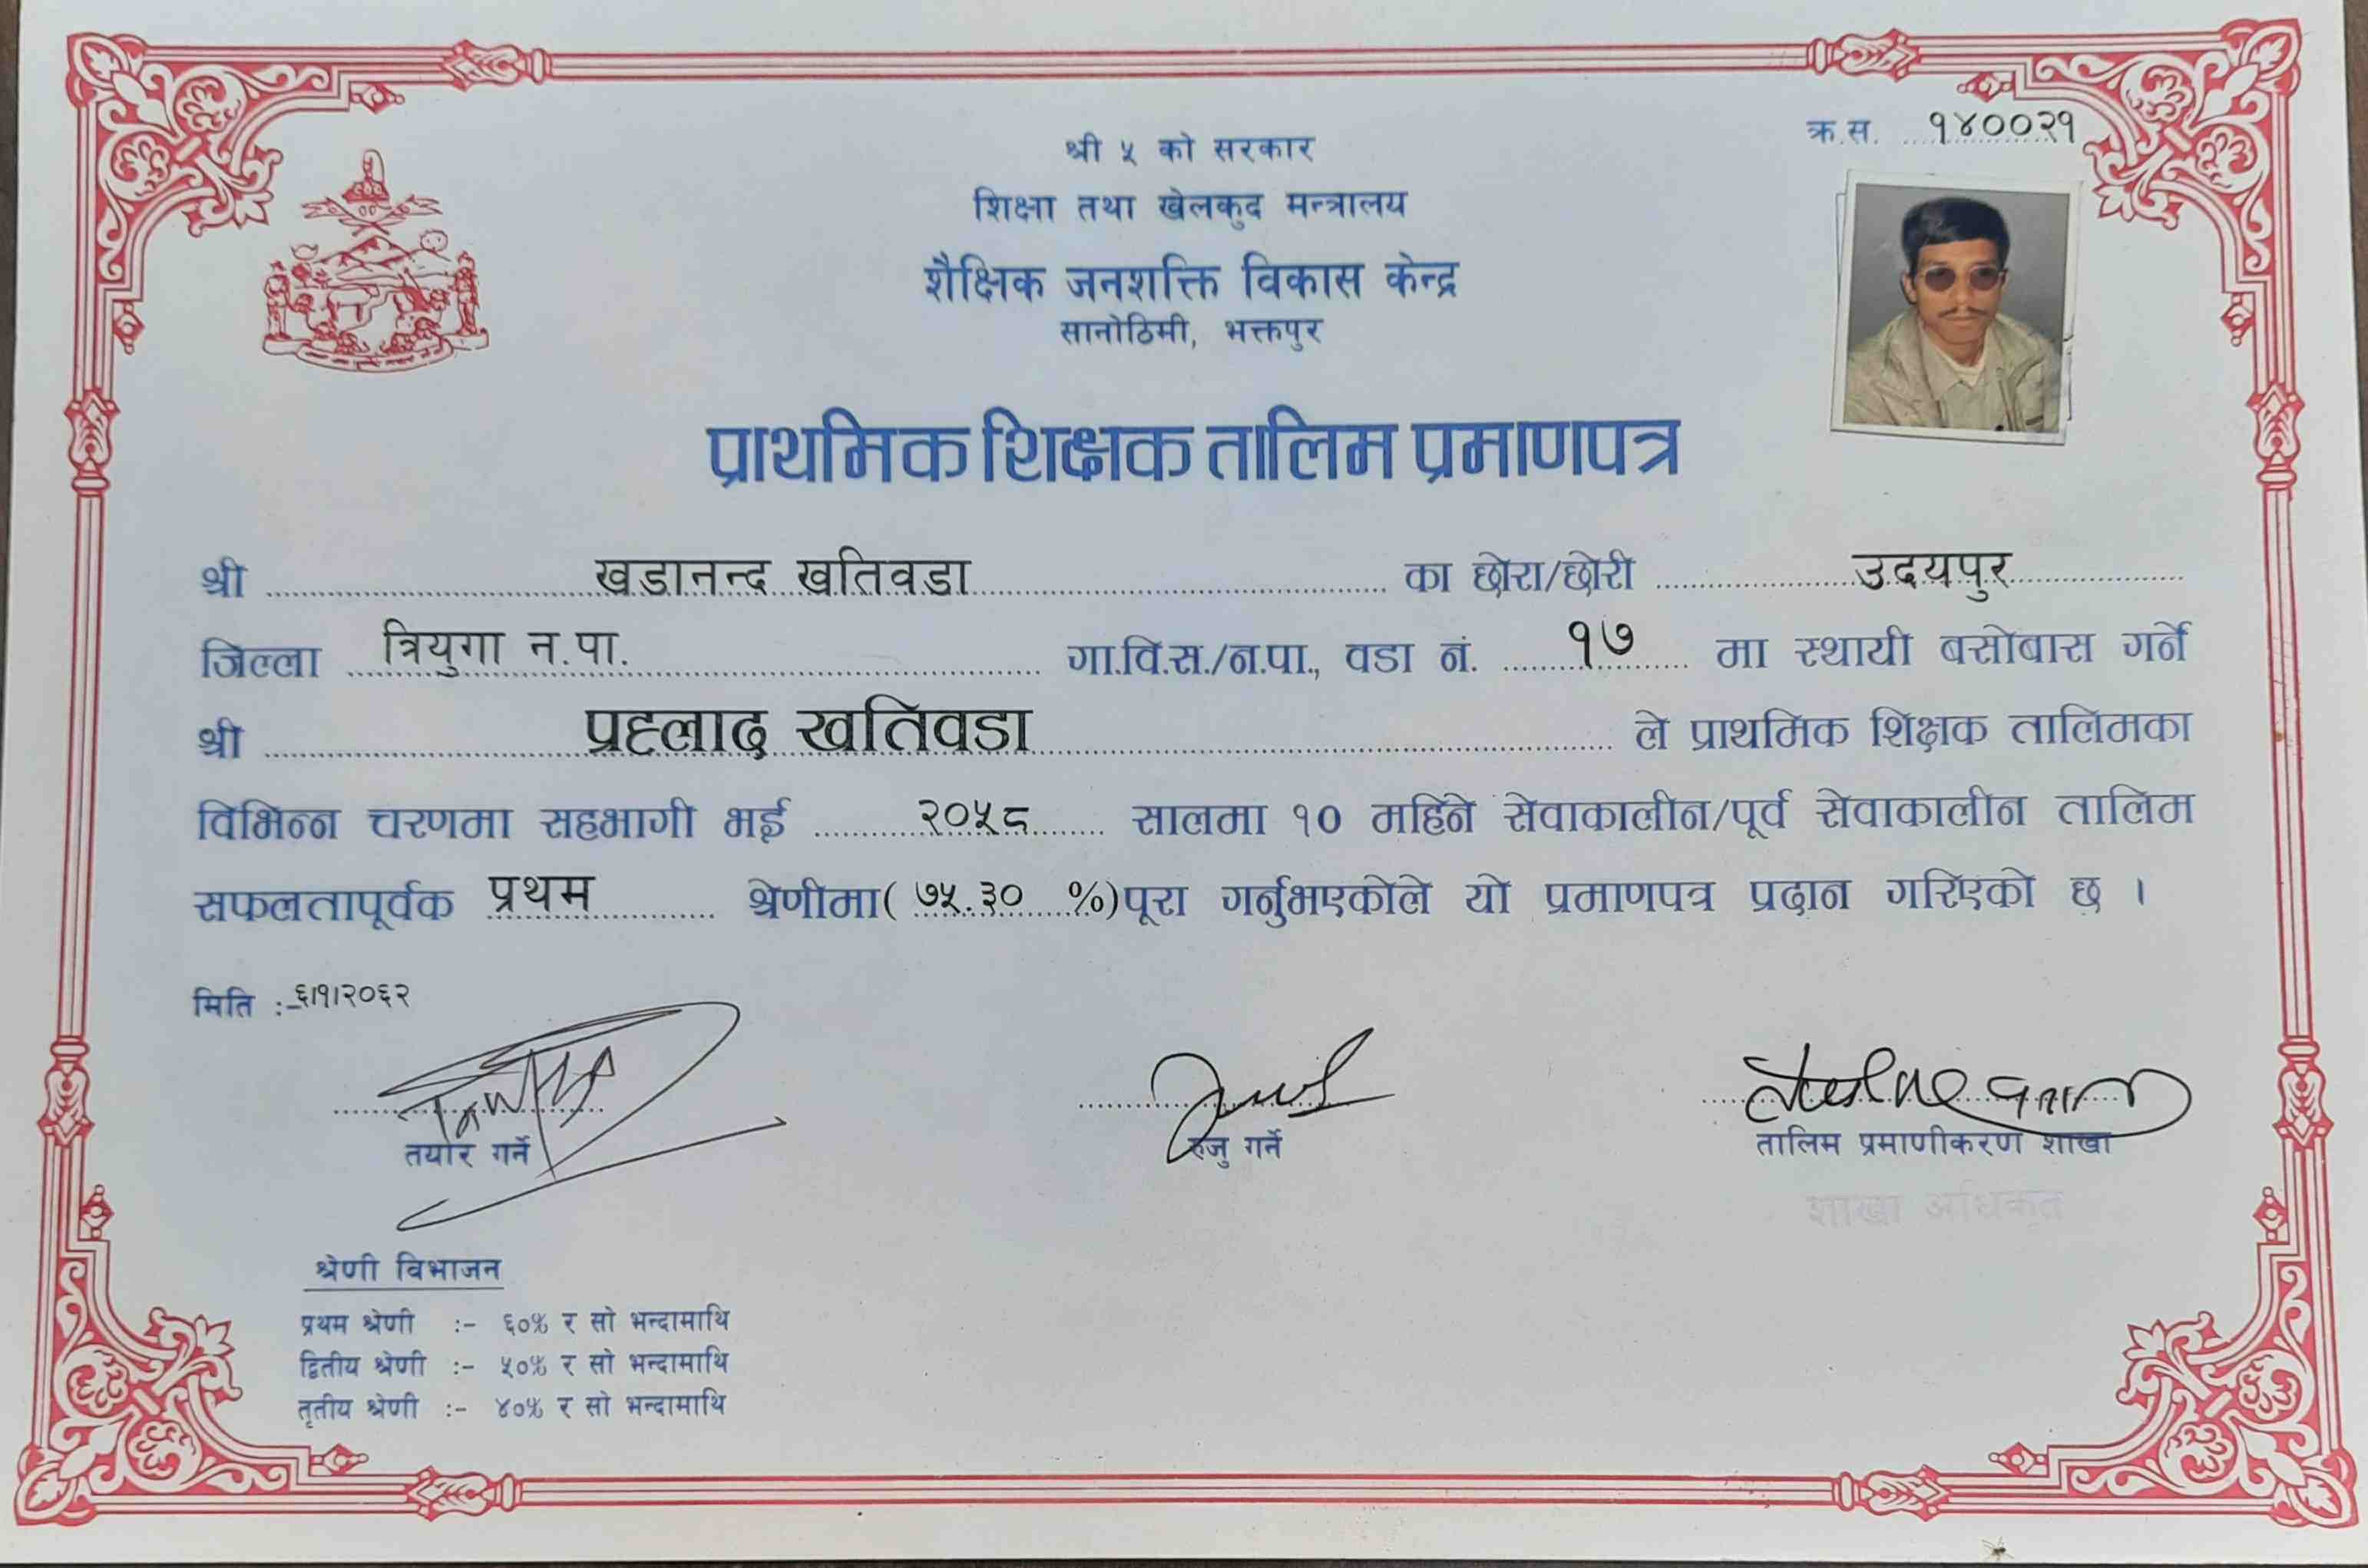 क्र.स. १४००२१
श्री ५ को सरकार
शिक्षा तथा खेलकुद मन्त्रालय
शैक्षिक जनशक्ति विकास केन्द्र
सानोठिमी, भक्तपुर
प्राथमिक शिक्षक तालिम प्रमाणपत्र
श्री खडानन्द खतिवडा का छोरा/छोरी उदयपुर
जिल्ला त्रियुगा न.पा. गा.वि.स./न.पा., वडा नं. १७ मा स्थायी बसोबास गर्ने
श्री प्रह्लाद खतिवडा ले प्राथमिक शिक्षक तालिमका
विभिन्न चरणमा सहभागी भई २०५८ सालमा १० महिने सेवाकालीन/पूर्व सेवाकालीन तालिम
सफलतापूर्वक प्रथम श्रेणीमा( ७५.३० %)पूरा गर्नुभएकोले यो प्रमाणपत्र प्रदान गरिएको छ ।
मिति :- ६।१।२०६२
तयार गर्ने रुजु गर्ने तालिम प्रमाणीकरण शाखा
शाखा अधिकृत
श्रेणी विभाजन
प्रथम श्रेणी :- ६०% र सो भन्दामाथि
द्वितीय श्रेणी :- ५०% र सो भन्दामाथि
तृतीय श्रेणी :- ४०% र सो भन्दामाथि